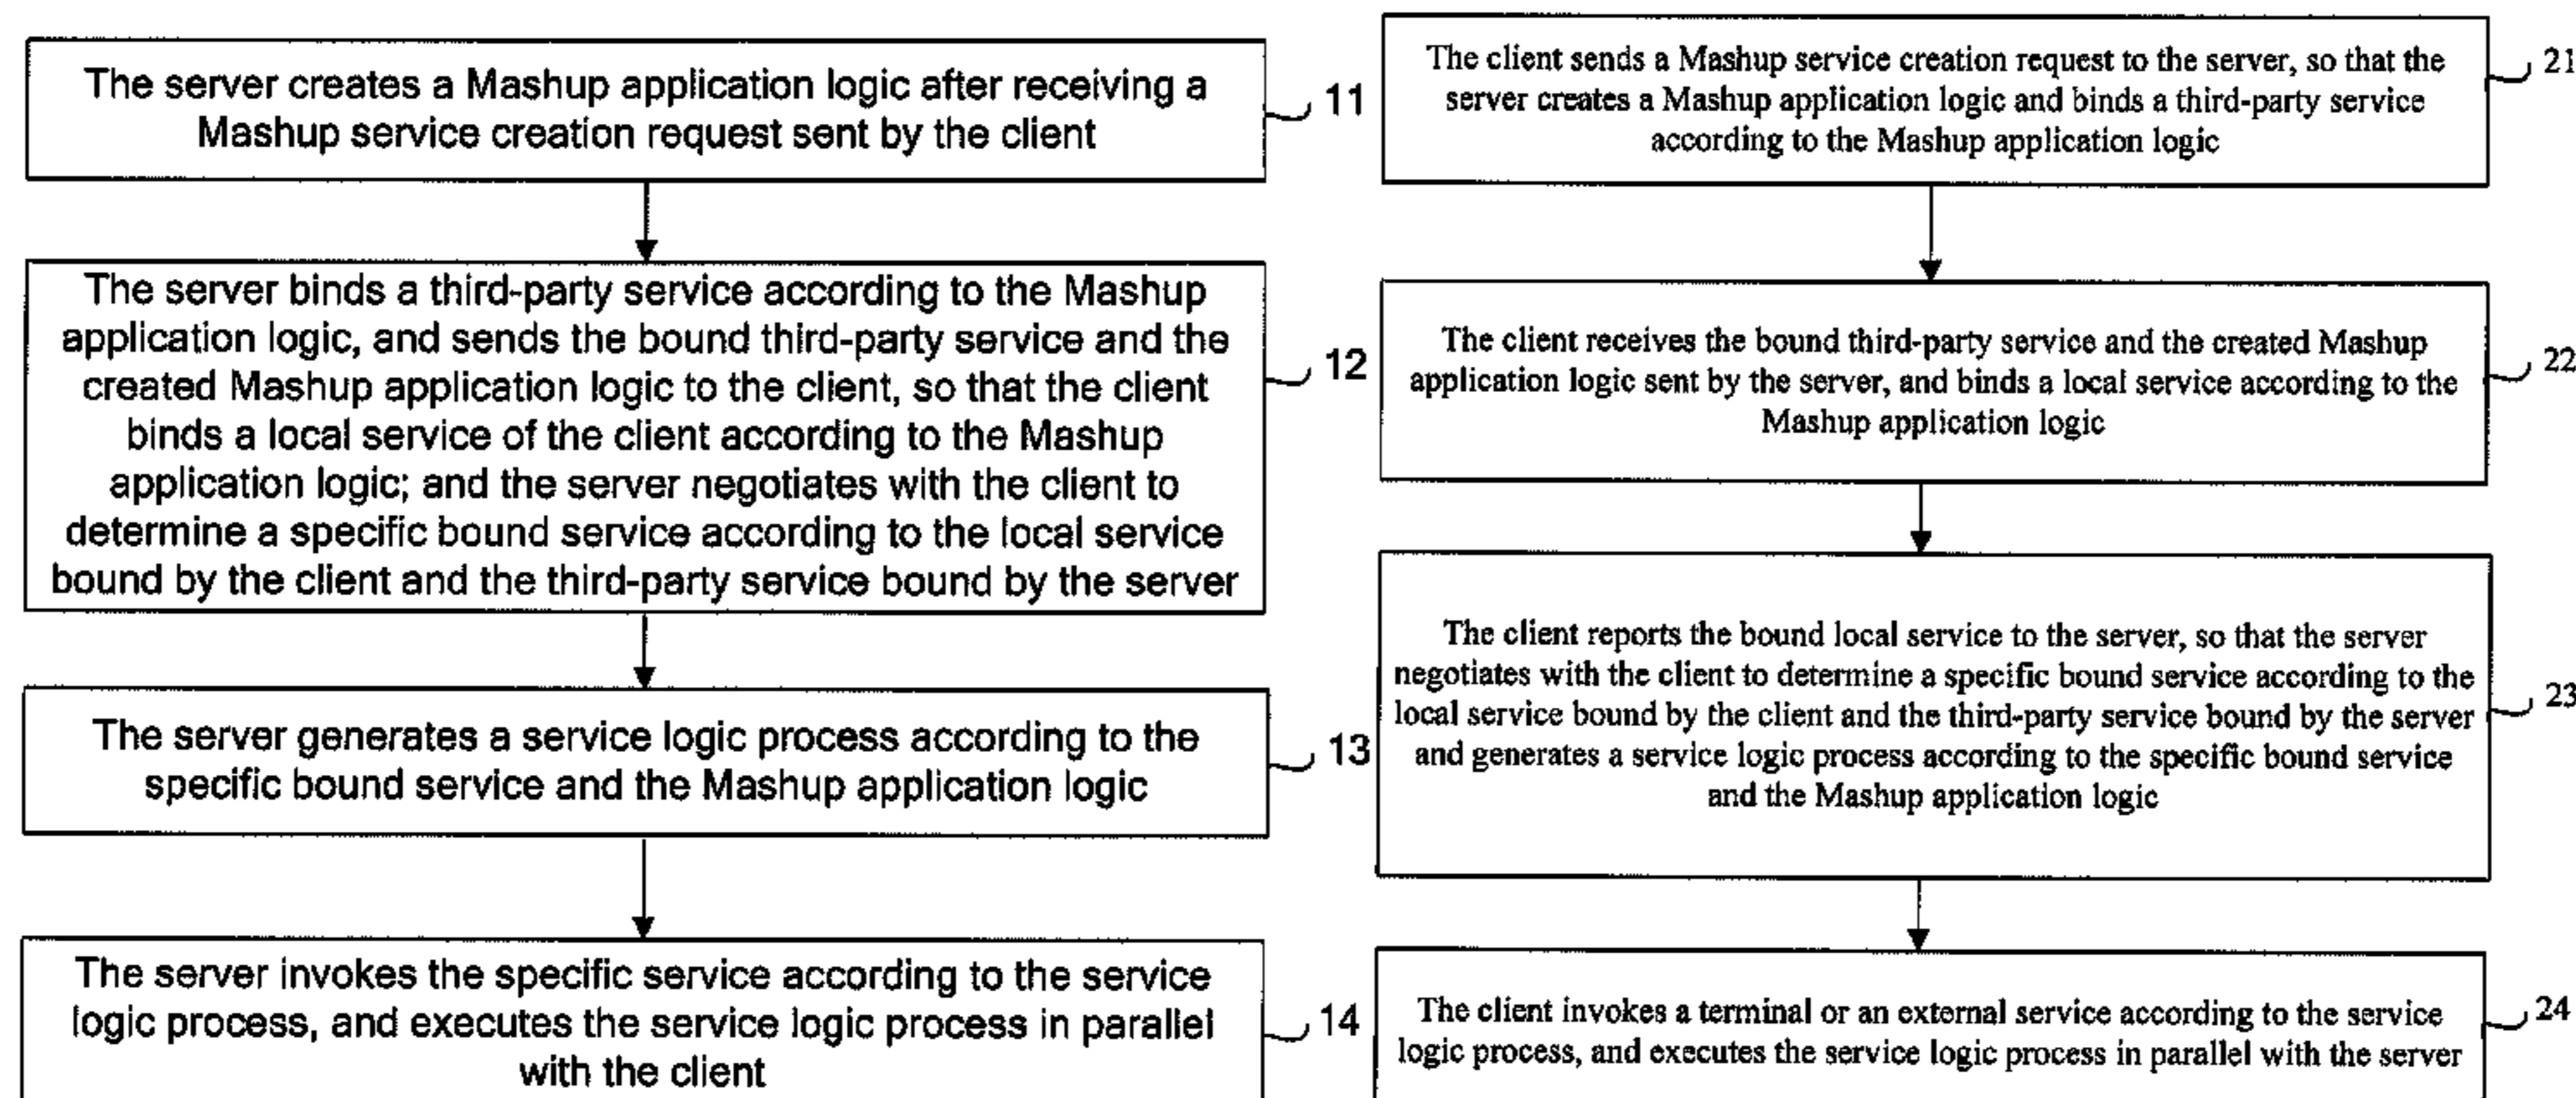 The server creates a Mashup application logic after receiving a
Mashup service creation request sent by the client
11
The server binds a third-party service according to the Mashup
application logic, and sends the bound third-party service and the
created Mashup application logic to the client, so that the client
binds a local service of the client according to the Mashup
application logic; and the server negotiates with the client to
determine a specific bound service according to the local service
bound by the client and the third-party service bound by the server
12
The server generates a service logic process according to the
specific bound service and the Mashup application logic
13
The server invokes the specific service according to the service
logic process, and executes the service logic process in parallel
with the client
14
The client sends a Mashup service creation request to the server, so that the
server creates a Mashup application logic and binds a third-party service
according to the Mashup application logic
21
The client receives the bound third-party service and the created Mashup
application logic sent by the server, and binds a local service according to the
Mashup application logic
22
The client reports the bound local service to the server, so that the server
negotiates with the client to determine a specific bound service according to the
local service bound by the client and the third-party service bound by the server
and generates a service logic process according to the specific bound service
and the Mashup application logic
23
The client invokes a terminal or an external service according to the service
logic process, and executes the service logic process in parallel with the server
24